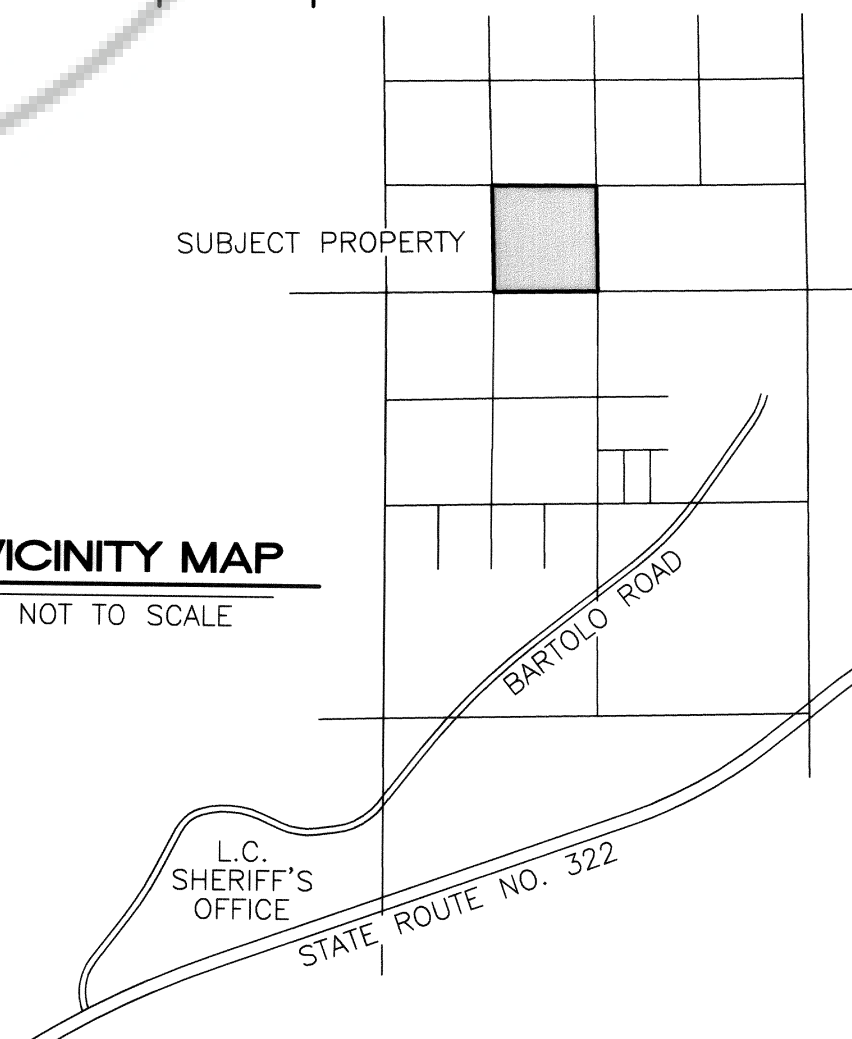 SUBJECT PROPERTY
VICINITY MAP
NOT TO SCALE
BARTOLO ROAD
L.C.
SHERIFF'S
OFFICE
STATE ROUTE NO. 322